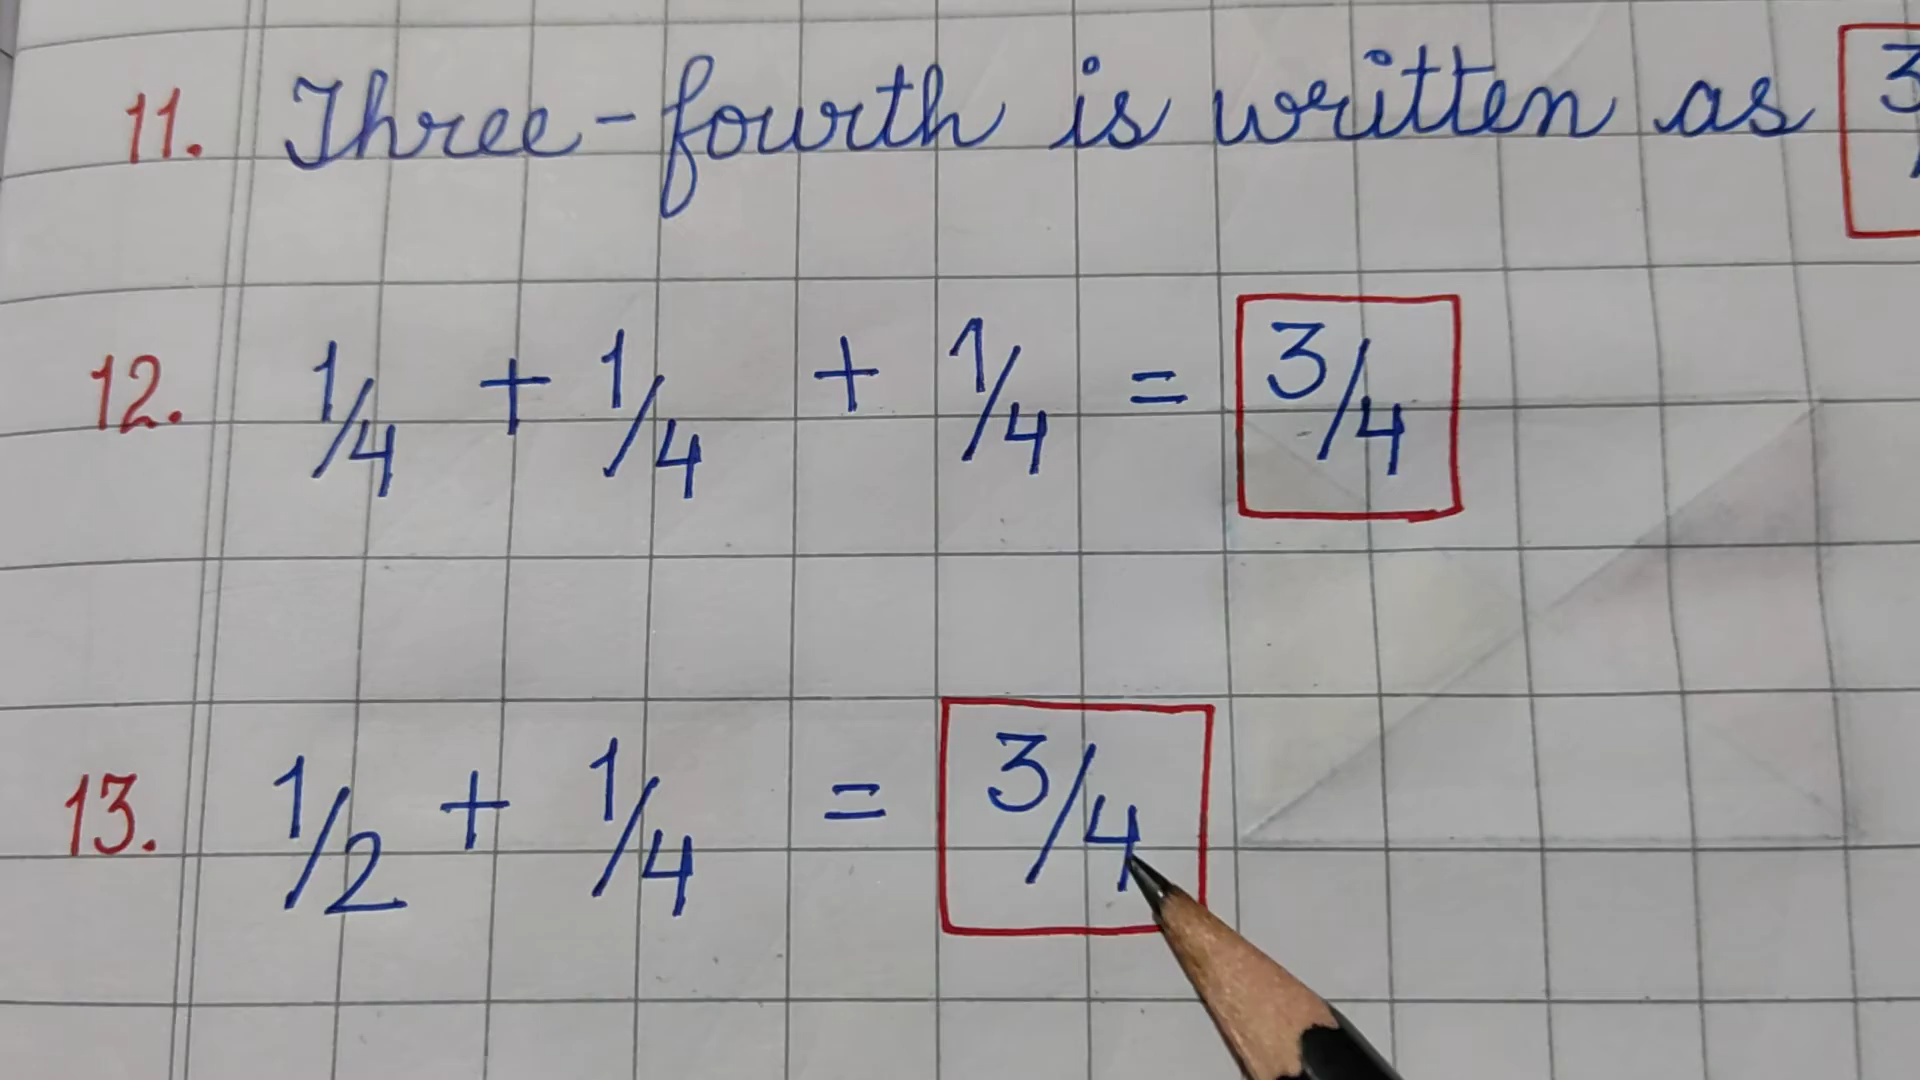 11. Three-fourth is written as 3/
12. 1/4 + 1/4 + 1/4 = 3/4
13. 1/2 + 1/4 = 3/4